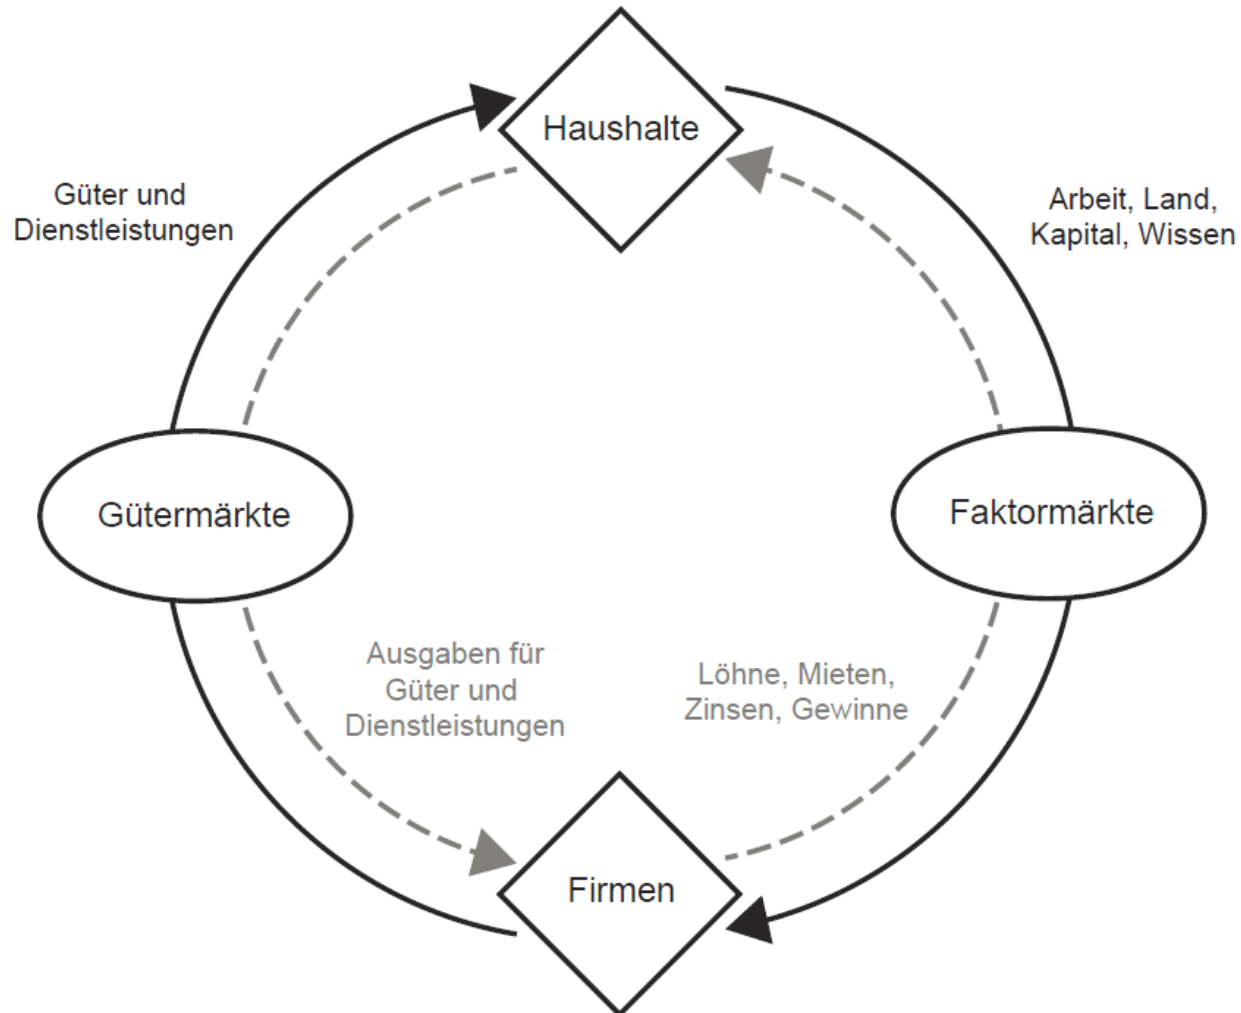 Haushalte
Güter und
Dienstleistungen
Arbeit, Land,
Kapital, Wissen
Gütermärkte
Faktormärkte
Ausgaben für
Güter und
Dienstleistungen
Löhne, Mieten,
Zinsen, Gewinne
Firmen